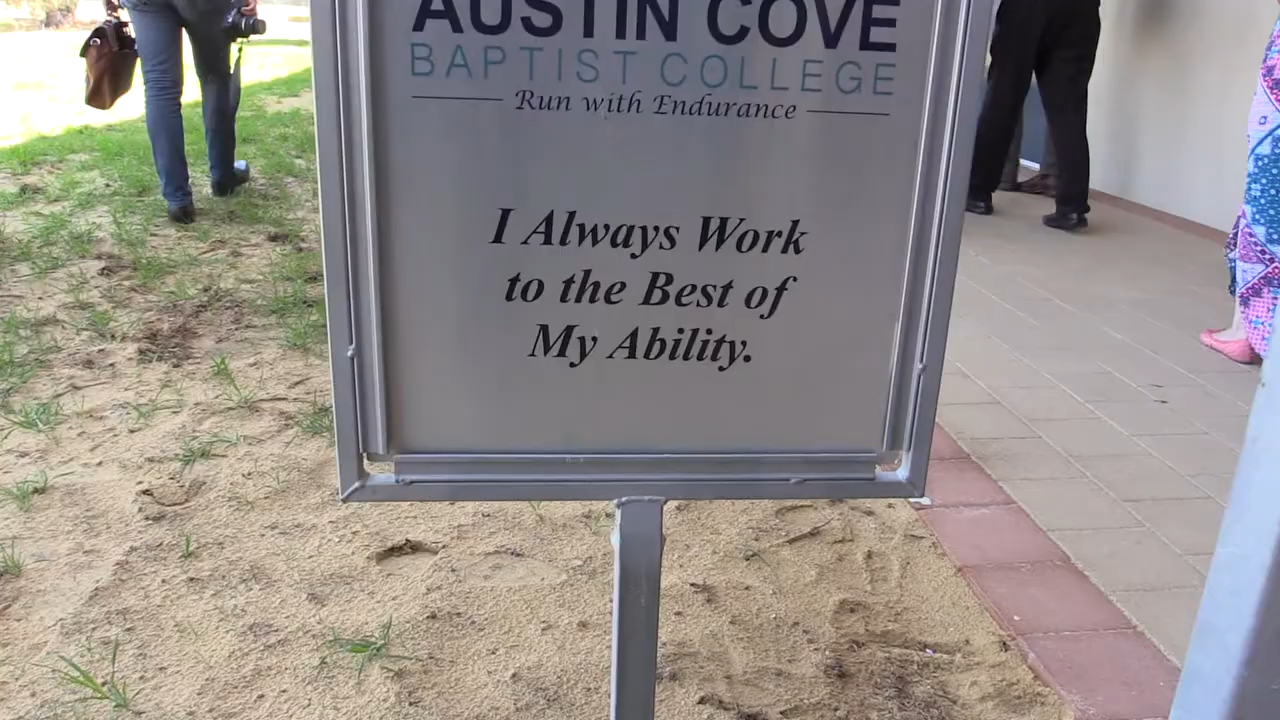 AUSTIN COVE
BAPTIST COLLEGE
Run with Endurance
I Always Work
to the Best of
My Ability.